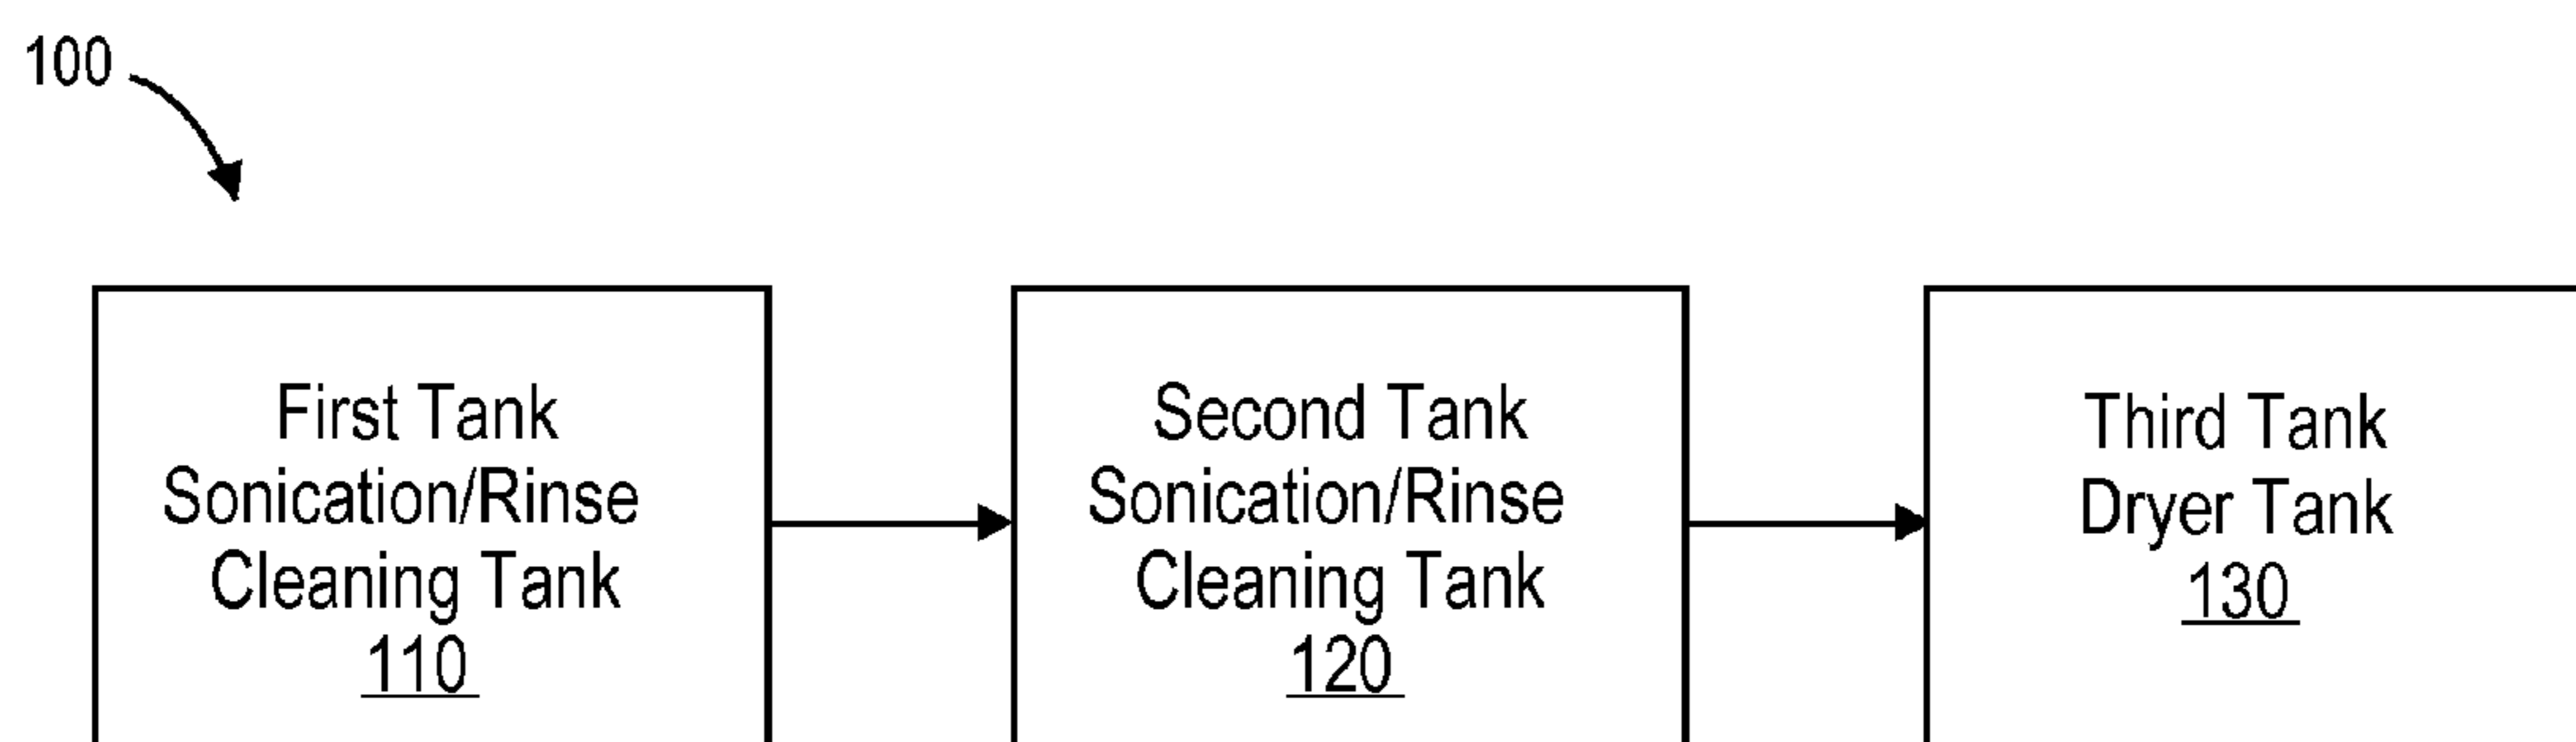 100
First Tank
Sonication/Rinse
Cleaning Tank
110
Second Tank
Sonication/Rinse
Cleaning Tank
120
Third Tank
Dryer Tank
130